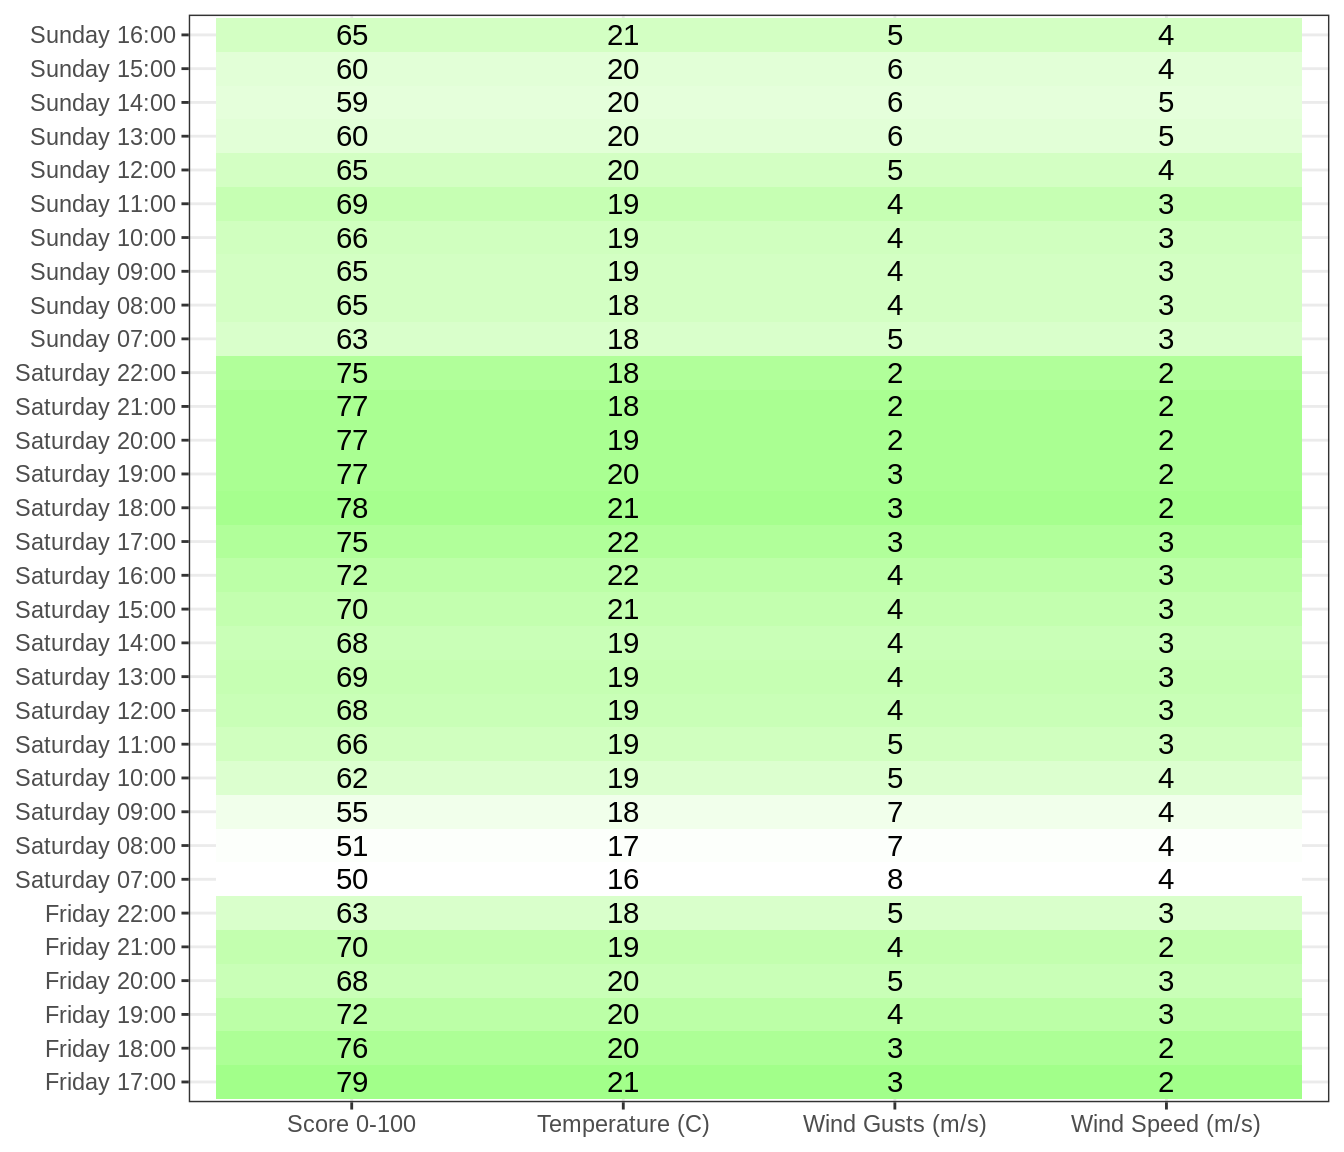 Sunday 16:00 65 21 5 4
Sunday 15:00 60 20 6 4
Sunday 14:00 59 20 6 5
Sunday 13:00 60 20 6 5
Sunday 12:00 65 20 5 4
Sunday 11:00 69 19 4 3
Sunday 10:00 66 19 4 3
Sunday 09:00 65 19 4 3
Sunday 08:00 65 18 4 3
Sunday 07:00 63 18 5 3
Saturday 22:00 75 18 2 2
Saturday 21:00 77 18 2 2
Saturday 20:00 77 19 2 2
Saturday 19:00 77 20 3 2
Saturday 18:00 78 21 3 2
Saturday 17:00 75 22 3 3
Saturday 16:00 72 22 4 3
Saturday 15:00 70 21 4 3
Saturday 14:00 68 19 4 3
Saturday 13:00 69 19 4 3
Saturday 12:00 68 19 4 3
Saturday 11:00 66 19 5 3
Saturday 10:00 62 19 5 4
Saturday 09:00 55 18 7 4
Saturday 08:00 51 17 7 4
Saturday 07:00 50 16 8 4
Friday 22:00 63 18 5 3
Friday 21:00 70 19 4 2
Friday 20:00 68 20 5 3
Friday 19:00 72 20 4 3
Friday 18:00 76 20 3 2
Friday 17:00 79 21 3 2
Score 0-100 Temperature (C) Wind Gusts (m/s) Wind Speed (m/s)